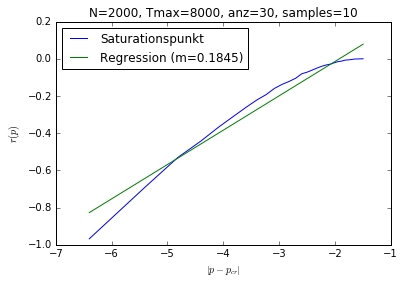 N=2000, Tmax=8000, anz=30, samples=10
Saturationspunkt
Regression (m=0.1845)
r(p)
0.2
0.0
−0.2
−0.4
−0.6
−0.8
−1.0
−7 −6 −5 −4 −3 −2 −1
|p − p_cr|